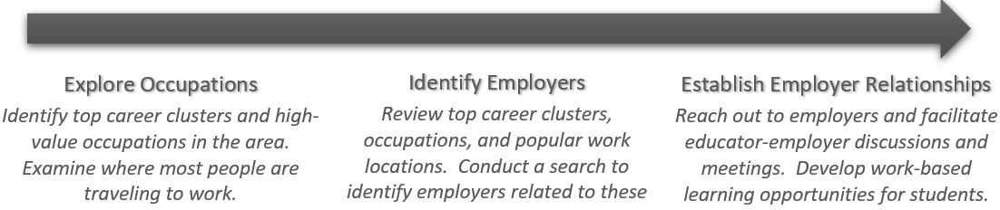 Explore Occupations
Identify top career clusters and high-
value occupations in the area.
Examine where most people are
traveling to work.
Identify Employers
Review top career clusters,
occupations, and popular work
locations.  Conduct a search to
identify employers related to these
Establish Employer Relationships
Reach out to employers and facilitate
educator-employer discussions and
meetings.  Develop work-based
learning opportunities for students.